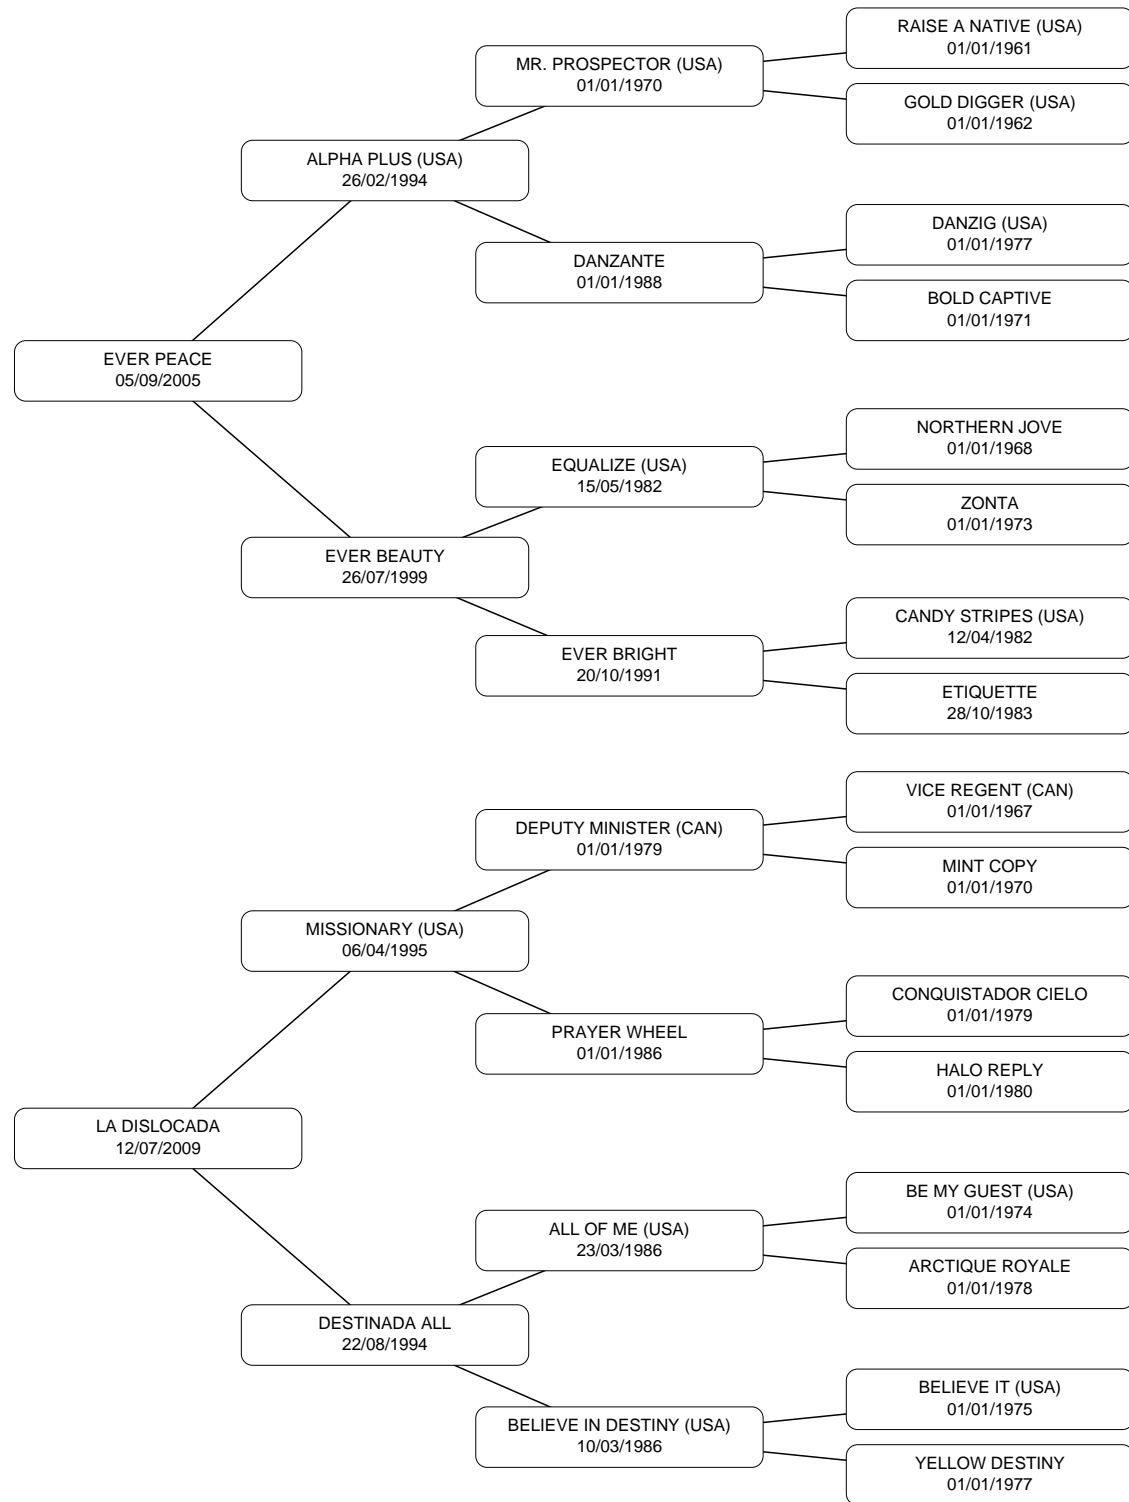 RAISE A NATIVE (USA)
01/01/1961
MR. PROSPECTOR (USA)
01/01/1970
GOLD DIGGER (USA)
01/01/1962
ALPHA PLUS (USA)
26/02/1994
DANZIG (USA)
01/01/1977
DANZANTE
01/01/1988
BOLD CAPTIVE
01/01/1971
EVER PEACE
05/09/2005
NORTHERN JOVE
01/01/1968
EQUALIZE (USA)
15/05/1982
ZONTA
01/01/1973
EVER BEAUTY
26/07/1999
CANDY STRIPES (USA)
12/04/1982
EVER BRIGHT
20/10/1991
ETIQUETTE
28/10/1983
VICE REGENT (CAN)
01/01/1967
DEPUTY MINISTER (CAN)
01/01/1979
MINT COPY
01/01/1970
MISSIONARY (USA)
06/04/1995
CONQUISTADOR CIELO
01/01/1979
PRAYER WHEEL
01/01/1986
HALO REPLY
01/01/1980
LA DISLOCADA
12/07/2009
BE MY GUEST (USA)
01/01/1974
ALL OF ME (USA)
23/03/1986
ARCTIQUE ROYALE
01/01/1978
DESTINADA ALL
22/08/1994
BELIEVE IT (USA)
01/01/1975
BELIEVE IN DESTINY (USA)
10/03/1986
YELLOW DESTINY
01/01/1977